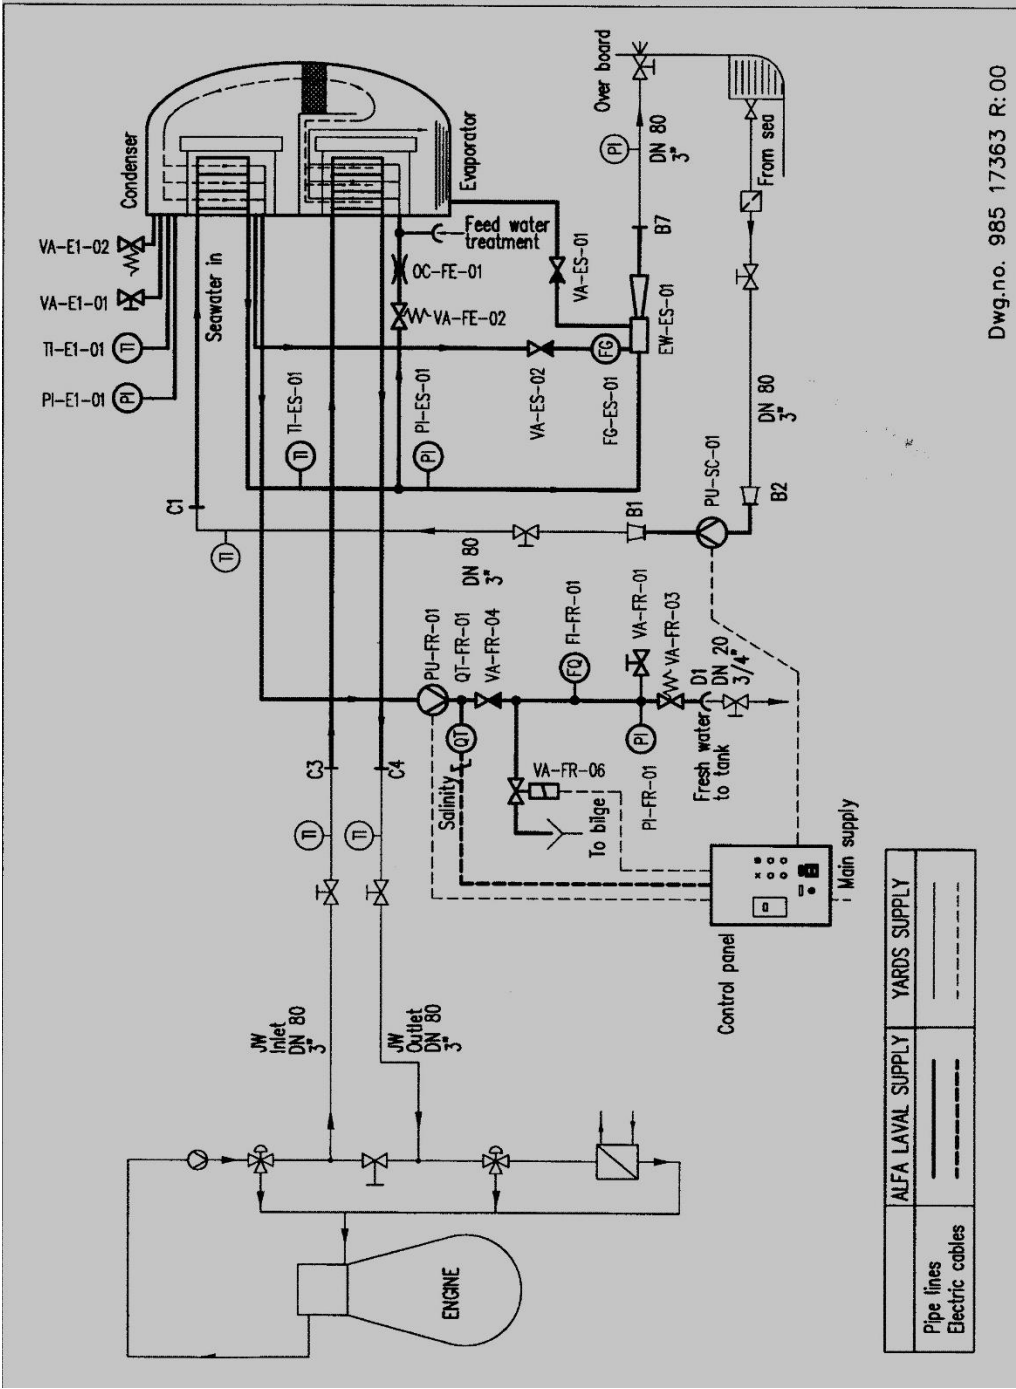 Condenser
Evaporator
VA-E1-02
VA-E1-01
TI-E1-01
TI
PI-E1-01
PI
Seawater in
Feed water
treatment
OC-FE-01
VA-FE-02
VA-ES-01
VA-ES-02
FG
FG-ES-01
EW-ES-01
TI-ES-01
TI
PI-ES-01
PI
Over board
PI
DN 80
3"
B7
From sea
DN 80
3"
PU-SC-01
B2
B1
C1
TI
DN 80
3"
PU-FR-01
QT-FR-01
VA-FR-04
QT
Salinity
FQ
FI-FR-01
VA-FR-01
VA-FR-03
PI
PI-FR-01
D1
DN 20
3/4"
Fresh water
to tank
VA-FR-06
To bilge
C3
C4
TI
TI
Control panel
Main supply
JW
Inlet
DN 80
3"
JW
Outlet
DN 80
3"
ENGINE
ALFA LAVAL SUPPLY
YARDS SUPPLY
Pipe lines
Electric cables
Dwg.no. 985 17363 R:00